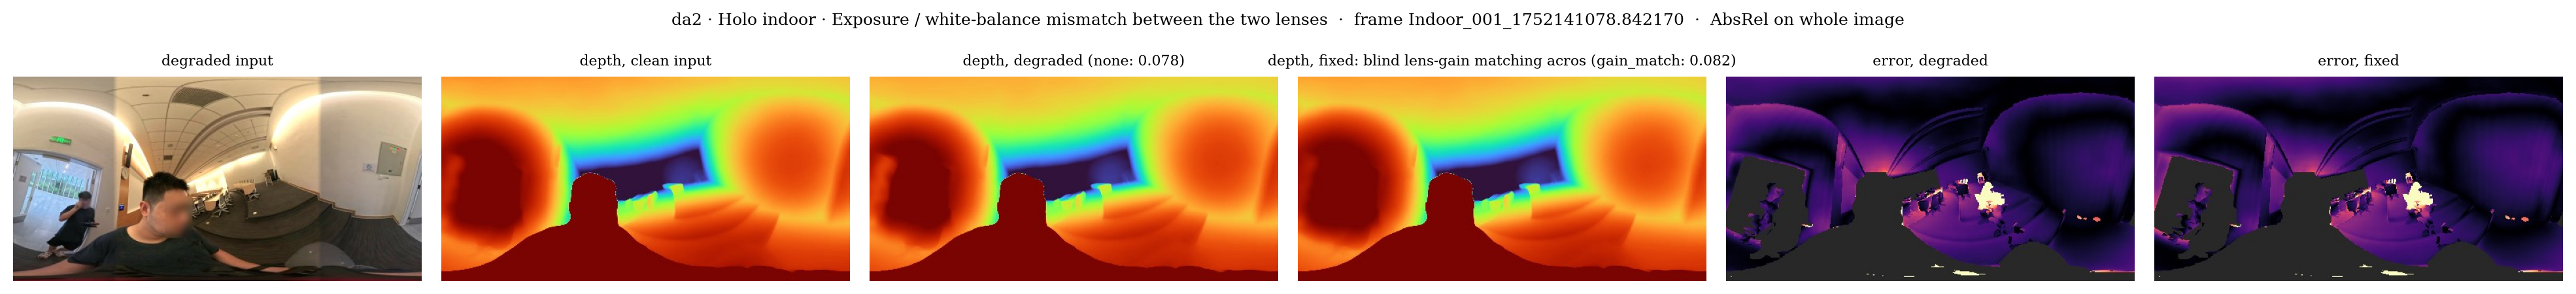 da2 · Holo indoor · Exposure / white-balance mismatch between the two lenses · frame Indoor_001_1752141078.842170 · AbsRel on whole image
degraded input
depth, clean input
depth, degraded (none: 0.078)
depth, fixed: blind lens-gain matching acros (gain_match: 0.082)
error, degraded
error, fixed